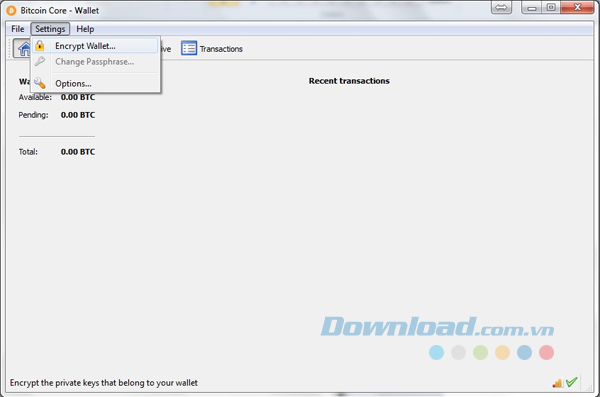 Bitcoin Core - Wallet
File Settings Help
Encrypt Wallet...
Change Passphrase...
Options...
Transactions
Recent transactions
Available: 0.00 BTC
Pending: 0.00 BTC
Total: 0.00 BTC
Download.com.vn
Encrypt the private keys that belong to your wallet